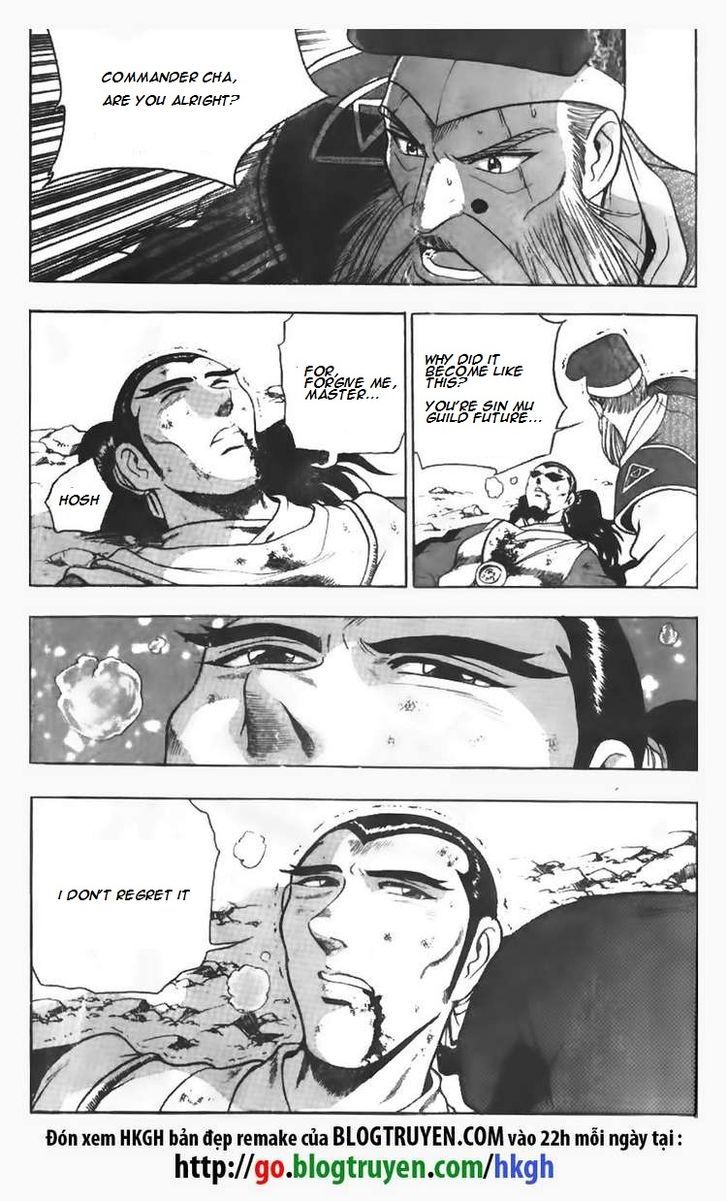 COMMANDER CHA,
ARE YOU ALRIGHT?
FOR,
FORGIVE ME,
MASTER...
HOSH
WHY DID IT
BECOME LIKE
THIS?
YOU'RE SIN MU
GUILD FUTURE...
I DON'T REGRET IT
Đón xem HKGH bản đẹp remake của BLOGTRUYEN.COM vào 22h mỗi ngày tại :
http://go.blogtruyen.com/hkgh